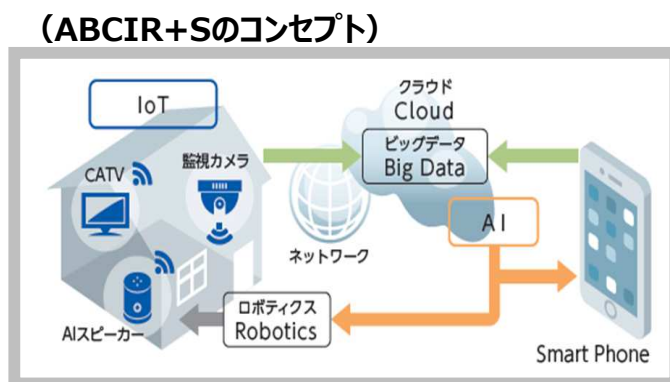 （ABCIR+Sのコンセプト）
IoT
クラウド
Cloud
ビッグデータ
Big Data
CATV
監視カメラ
AI
ネットワーク
ロボティクス
Robotics
AIスピーカー
Smart Phone